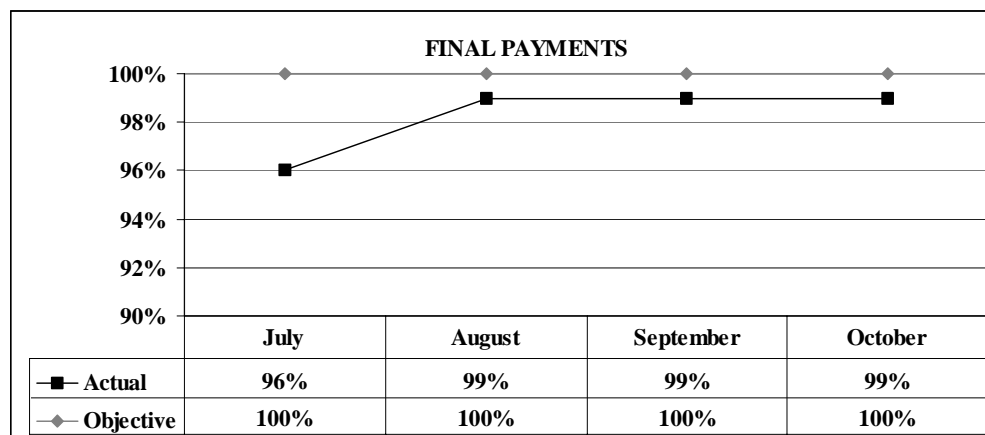 FINAL PAYMENTS
100%
98%
96%
94%
92%
90%
July August September October
Actual 96% 99% 99% 99%
Objective 100% 100% 100% 100%